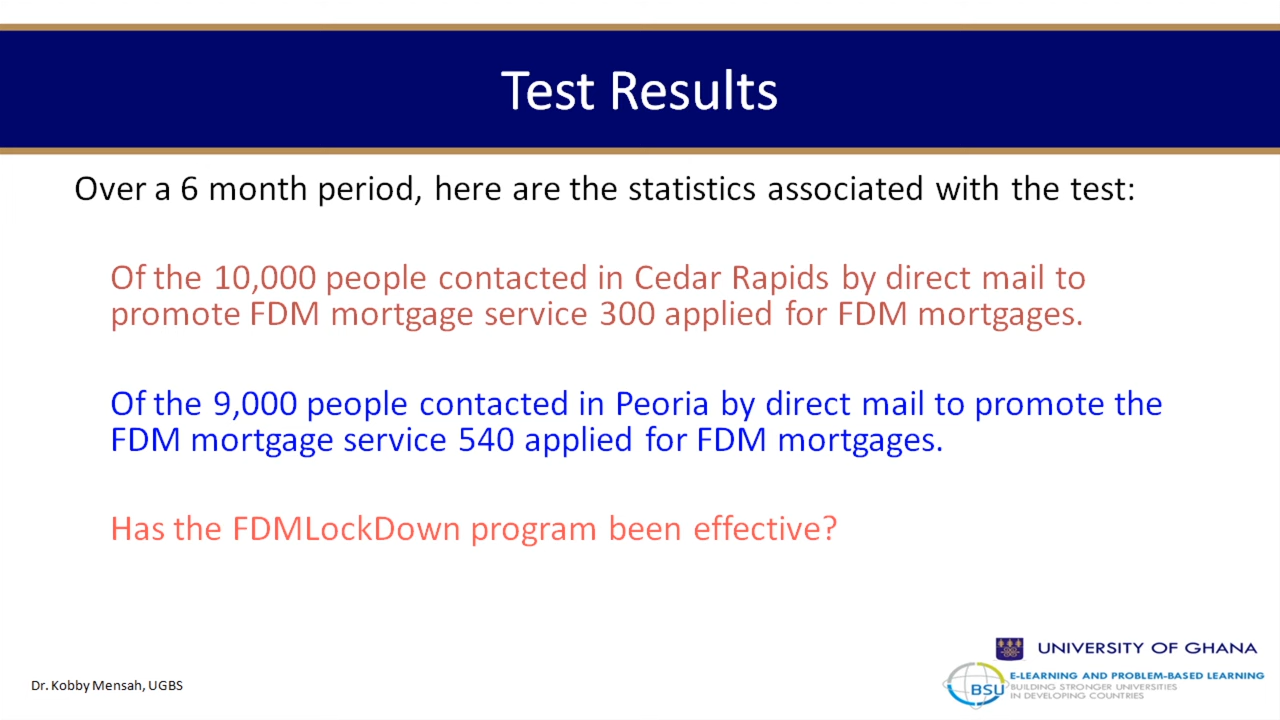 Test Results
Over a 6 month period, here are the statistics associated with the test:
Of the 10,000 people contacted in Cedar Rapids by direct mail to
promote FDM mortgage service 300 applied for FDM mortgages.
Of the 9,000 people contacted in Peoria by direct mail to promote the
FDM mortgage service 540 applied for FDM mortgages.
Has the FDMLockDown program been effective?
UNIVERSITY OF GHANA
Dr. Kobby Mensah, UGBS
BSU
E-LEARNING AND PROBLEM-BASED LEARNING
BUILDING STRONGER UNIVERSITIES
IN DEVELOPING COUNTRIES